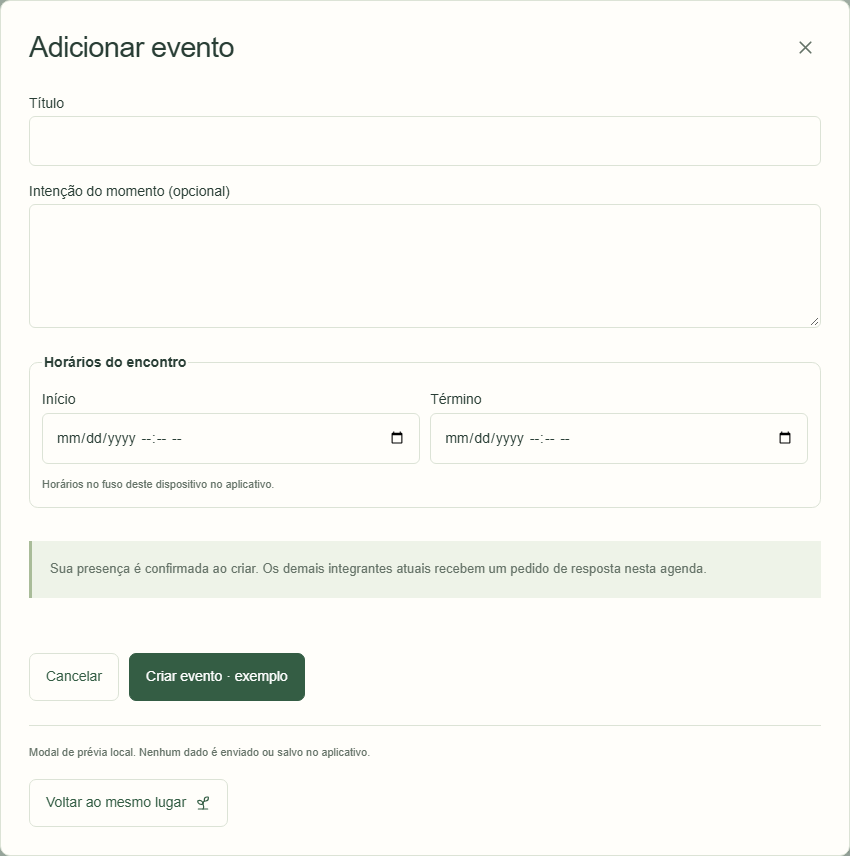 Adicionar evento
Título
Intenção do momento (opcional)
Horários do encontro
Início
Término
mm/dd/yyyy --:-- --
mm/dd/yyyy --:-- --
Horários no fuso deste dispositivo no aplicativo.
Sua presença é confirmada ao criar. Os demais integrantes atuais recebem um pedido de resposta nesta agenda.
Cancelar
Criar evento · exemplo
Modal de prévia local. Nenhum dado é enviado ou salvo no aplicativo.
Voltar ao mesmo lugar